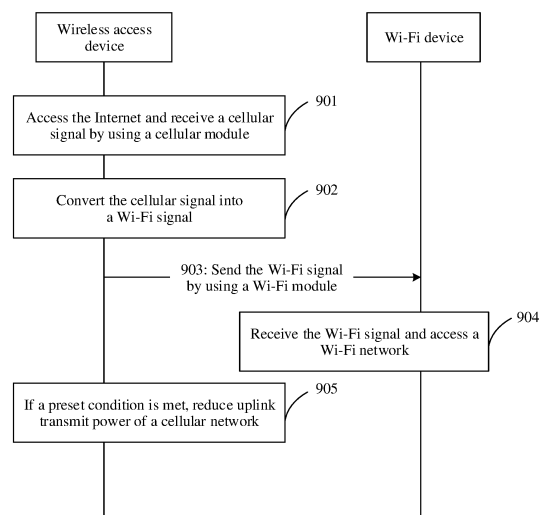 Wireless access
device
Wi-Fi device
901
Access the Internet and receive a cellular
signal by using a cellular module
902
Convert the cellular signal into
a Wi-Fi signal
903: Send the Wi-Fi signal
by using a Wi-Fi module
904
Receive the Wi-Fi signal and access a
Wi-Fi network
905
If a preset condition is met, reduce uplink
transmit power of a cellular network